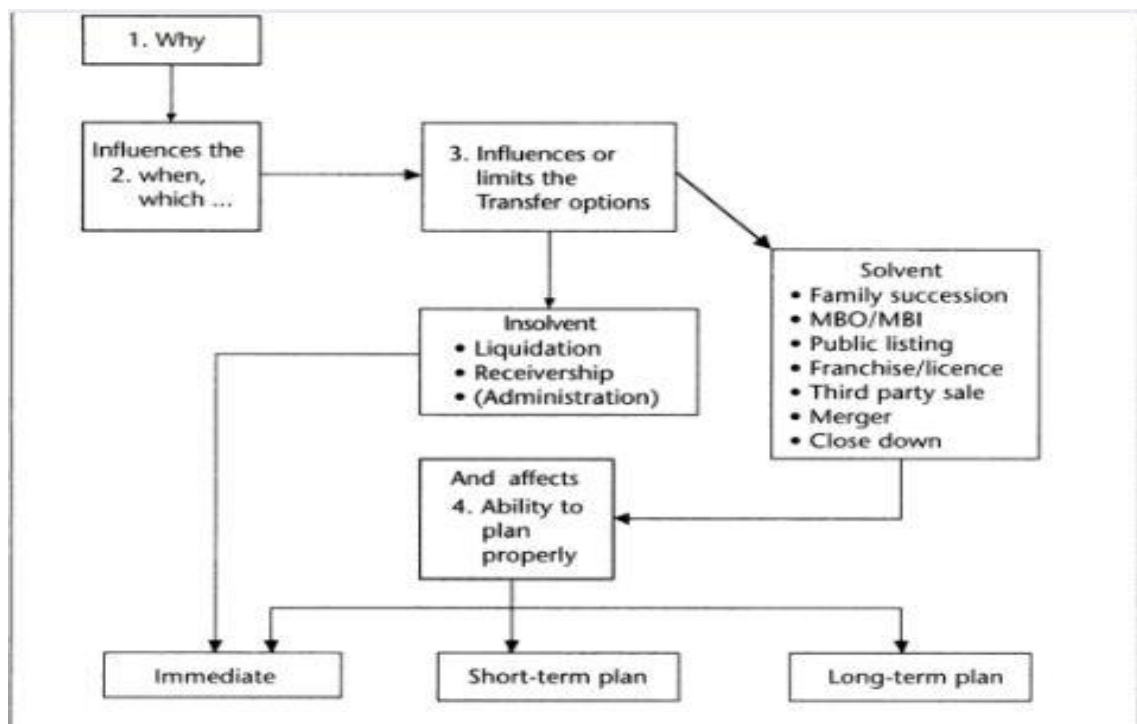 1. Why
Influences the
2. when,
which ...
3. Influences or
limits the
Transfer options
Solvent
• Family succession
• MBO/MBI
• Public listing
• Franchise/licence
• Third party sale
• Merger
• Close down
Insolvent
• Liquidation
• Receivership
• (Administration)
And affects
4. Ability to
plan
properly
Immediate
Short-term plan
Long-term plan